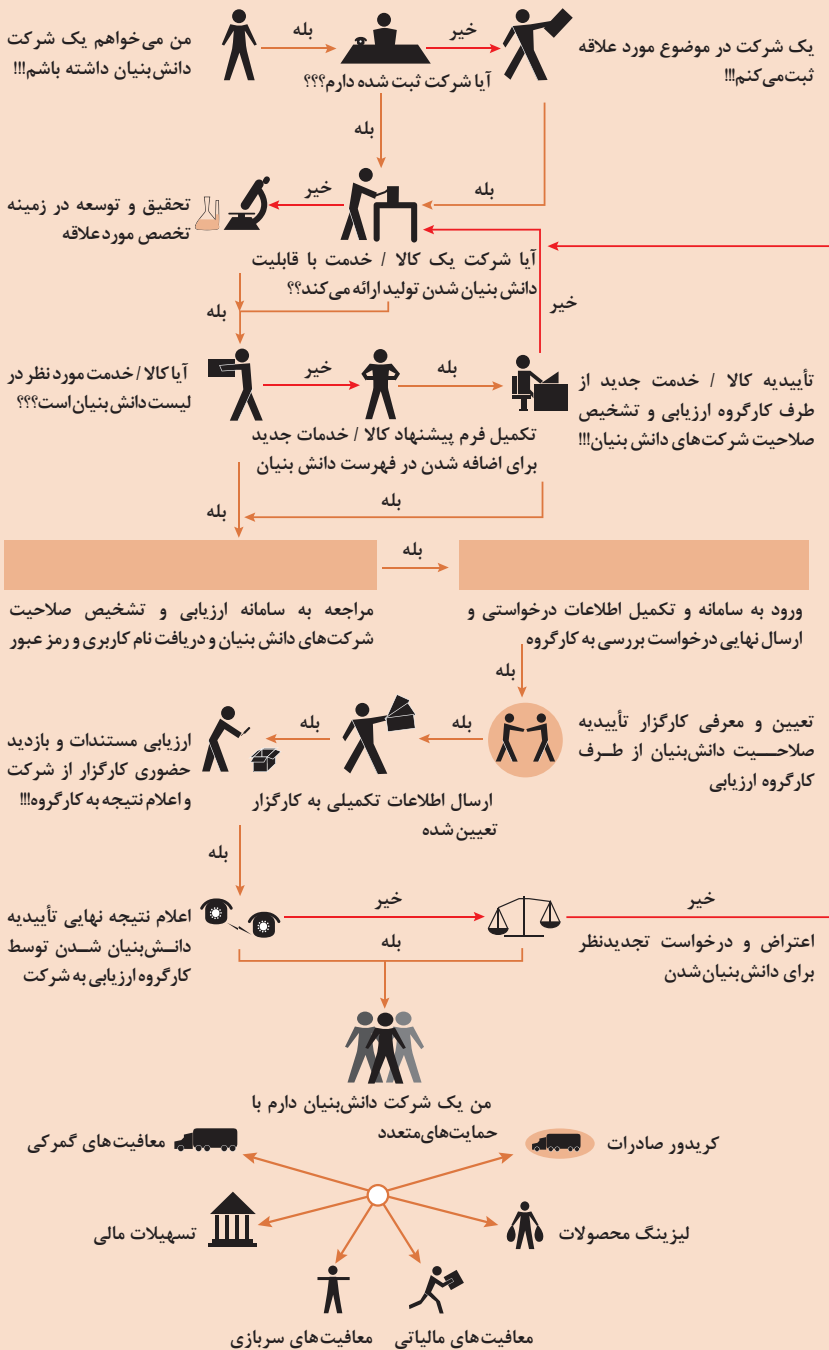 من می‌خواهم یک شرکت
دانش‌بنیان داشته باشم!!!
بله
آیا شرکت ثبت شده دارم؟؟؟
خیر
یک شرکت در موضوع مورد علاقه
ثبت‌می‌کنم!!!
بله
بله
خیر
تحقیق و توسعه در زمینه
تخصص موردعلاقه
آیا شرکت یک کالا / خدمت با قابلیت
دانش‌بنیان شدن تولید ارائه می‌کند؟؟
خیر
بله
آیا کالا / خدمت مورد نظر در
لیست دانش‌بنیان است؟؟؟
خیر
تکمیل فرم پیشنهاد کالا / خدمات جدید
برای اضافه شدن در فهرست دانش بنیان
بله
تأییدیه کالا / خدمت جدید از
طرف کارگروه ارزیابی و تشخیص
صلاحیت شرکت‌های دانش بنیان!!!
بله
بله
بله
مراجعه به سامانه ارزیابی و تشخیص صلاحیت
شرکت‌های دانش بنیان و دریافت نام کاربری و رمز عبور
ورود به سامانه و تکمیل اطلاعات درخواستی و
ارسال نهایی درخواست بررسی به کارگروه
بله
تعیین و معرفی کارگزار تأییدیه
صلاحـــیت دانش‌بنیان از طــرف
کارگروه ارزیابی
بله
ارسال اطلاعات تکمیلی به کارگزار
تعیین‌شده
بله
ارزیابی مستندات و بازدید
حضوری کارگزار از شرکت
و اعلام نتیجه به کارگروه!!!
بله
اعلام نتیجه نهایی تأییدیه
دانــش‌بنیان شــدن توسط
کارگروه ارزیابی به شرکت
خیر
بله
خیر
اعتراض و درخواست تجدیدنظر
برای دانش‌بنیان‌شدن
من یک شرکت دانش‌بنیان دارم با
حمایت‌های‌متعدد
کریدور صادرات
معافیت‌های گمرکی
لیزینگ محصولات
تسهیلات مالی
معافیت‌های مالیاتی
معافیت‌های سربازی